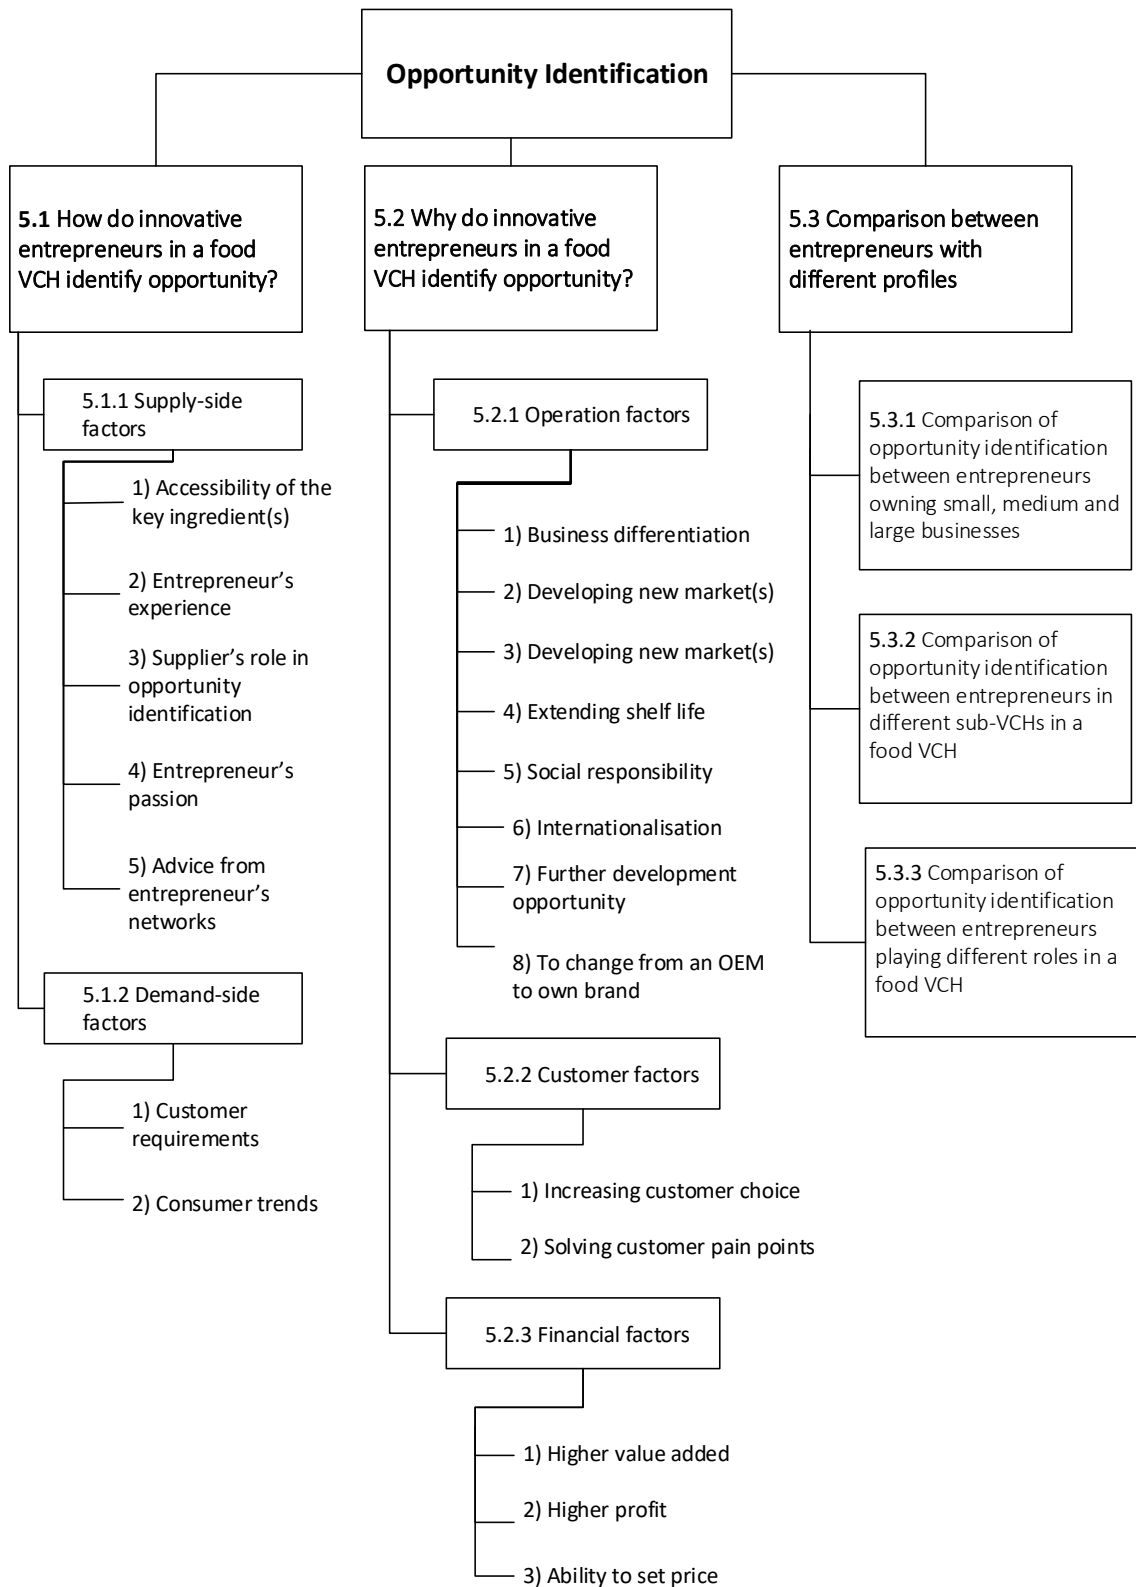 Opportunity Identification
5.1 How do innovative
entrepreneurs in a food
VCH identify opportunity?
5.1.1 Supply-side
factors
1) Accessibility of the
key ingredient(s)
2) Entrepreneur’s
experience
3) Supplier’s role in
opportunity
identification
4) Entrepreneur’s
passion
5) Advice from
entrepreneur’s
networks
5.1.2 Demand-side
factors
1) Customer
requirements
2) Consumer trends
5.2 Why do innovative
entrepreneurs in a food
VCH identify opportunity?
5.2.1 Operation factors
1) Business differentiation
2) Developing new market(s)
3) Developing new market(s)
4) Extending shelf life
5) Social responsibility
6) Internationalisation
7) Further development
opportunity
8) To change from an OEM
to own brand
5.2.2 Customer factors
1) Increasing customer choice
2) Solving customer pain points
5.2.3 Financial factors
1) Higher value added
2) Higher profit
3) Ability to set price
5.3 Comparison between
entrepreneurs with
different profiles
5.3.1 Comparison of
opportunity identification
between entrepreneurs
owning small, medium and
large businesses
5.3.2 Comparison of
opportunity identification
between entrepreneurs in
different sub-VCHs in a
food VCH
5.3.3 Comparison of
opportunity identification
between entrepreneurs
playing different roles in a
food VCH